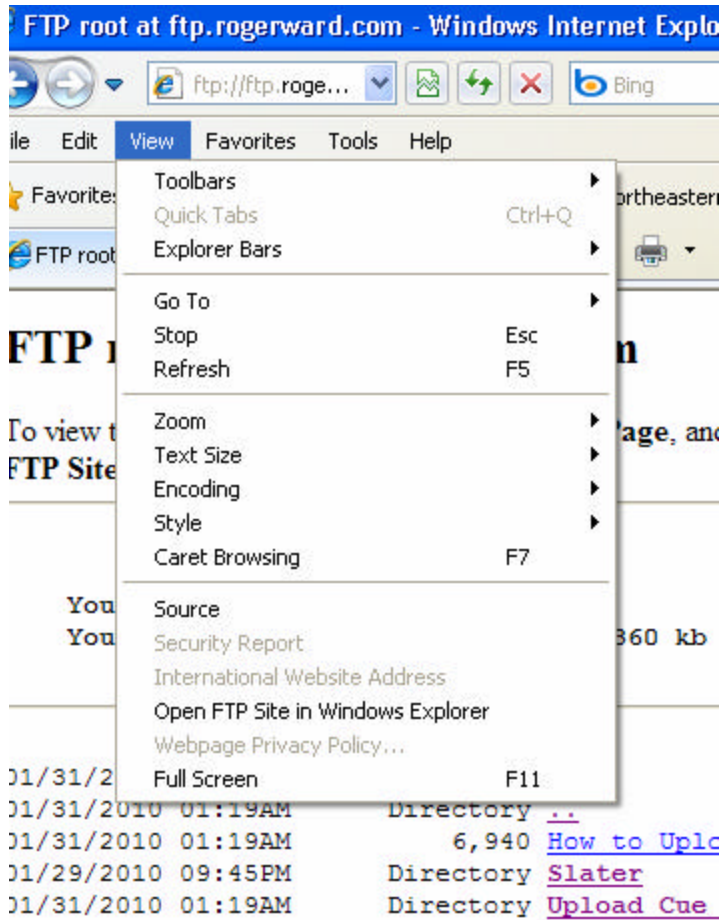 FTP root at ftp.rogerward.com - Windows Internet Explo
ftp://ftp.roge... Bing
ile Edit View Favorites Tools Help
Favorite
Toolbars
ortheastern
Quick Tabs Ctrl+Q
FTP root
Explorer Bars
Go To
Stop Esc
FTP
m
Refresh F5
Zoom
To view t
Page, and
Text Size
FTP Site
Encoding
Style
Caret Browsing F7
You
Source
You
360 kb
Security Report
International Website Address
Open FTP Site in Windows Explorer
Webpage Privacy Policy...
01/31/2
Full Screen F11
01/31/2010 01:19AM Directory ..
01/31/2010 01:19AM 6,940 How to Uplo
01/29/2010 09:45PM Directory Slater
01/31/2010 01:19AM Directory Upload Cue